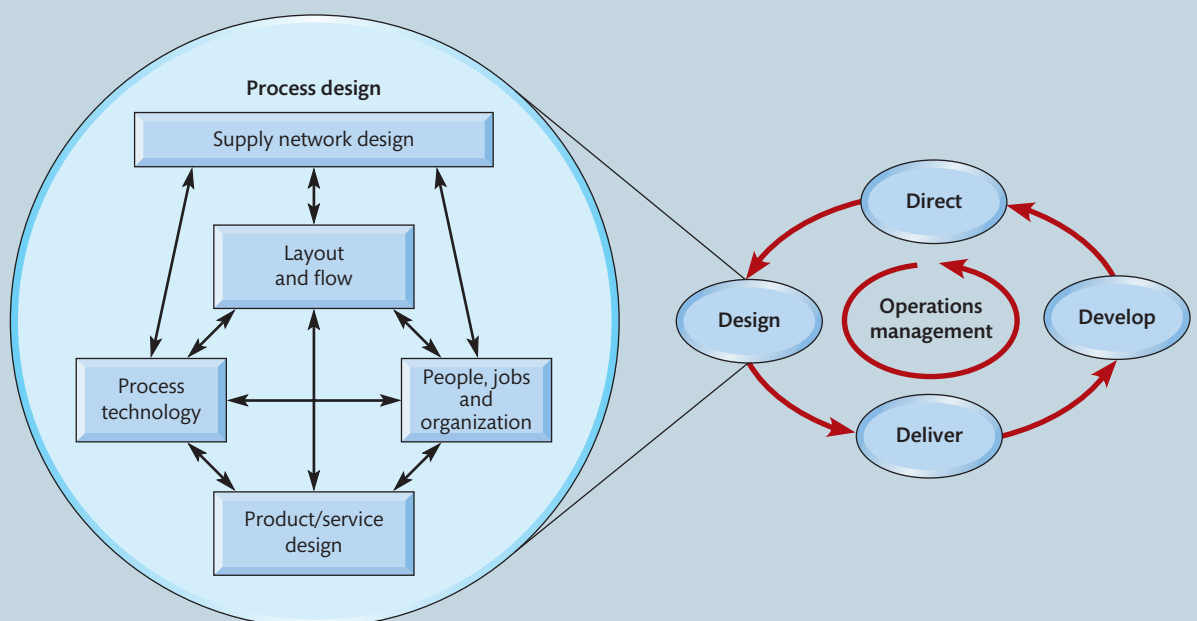 Process design
Supply network design
Layout
and flow
Process
technology
People, jobs
and
organization
Product/service
design
Direct
Design
Operations
management
Develop
Deliver